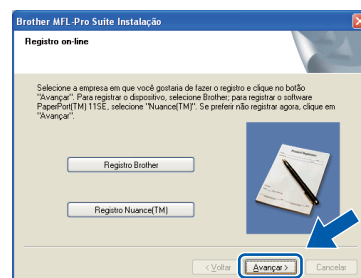 Brother MFL-Pro Suite Instalação
Registro on-line
Selecione a empresa em que você gostaria de fazer o registro e clique no botão
"Avançar". Para registrar o dispositivo, selecione Brother; para registrar o software
PaperPort(TM) 11SE, selecione "Nuance(TM)". Se preferir não registrar agora, clique em
"Avançar".
Registro Brother
Registro Nuance(TM)
< Voltar Avançar > Cancelar